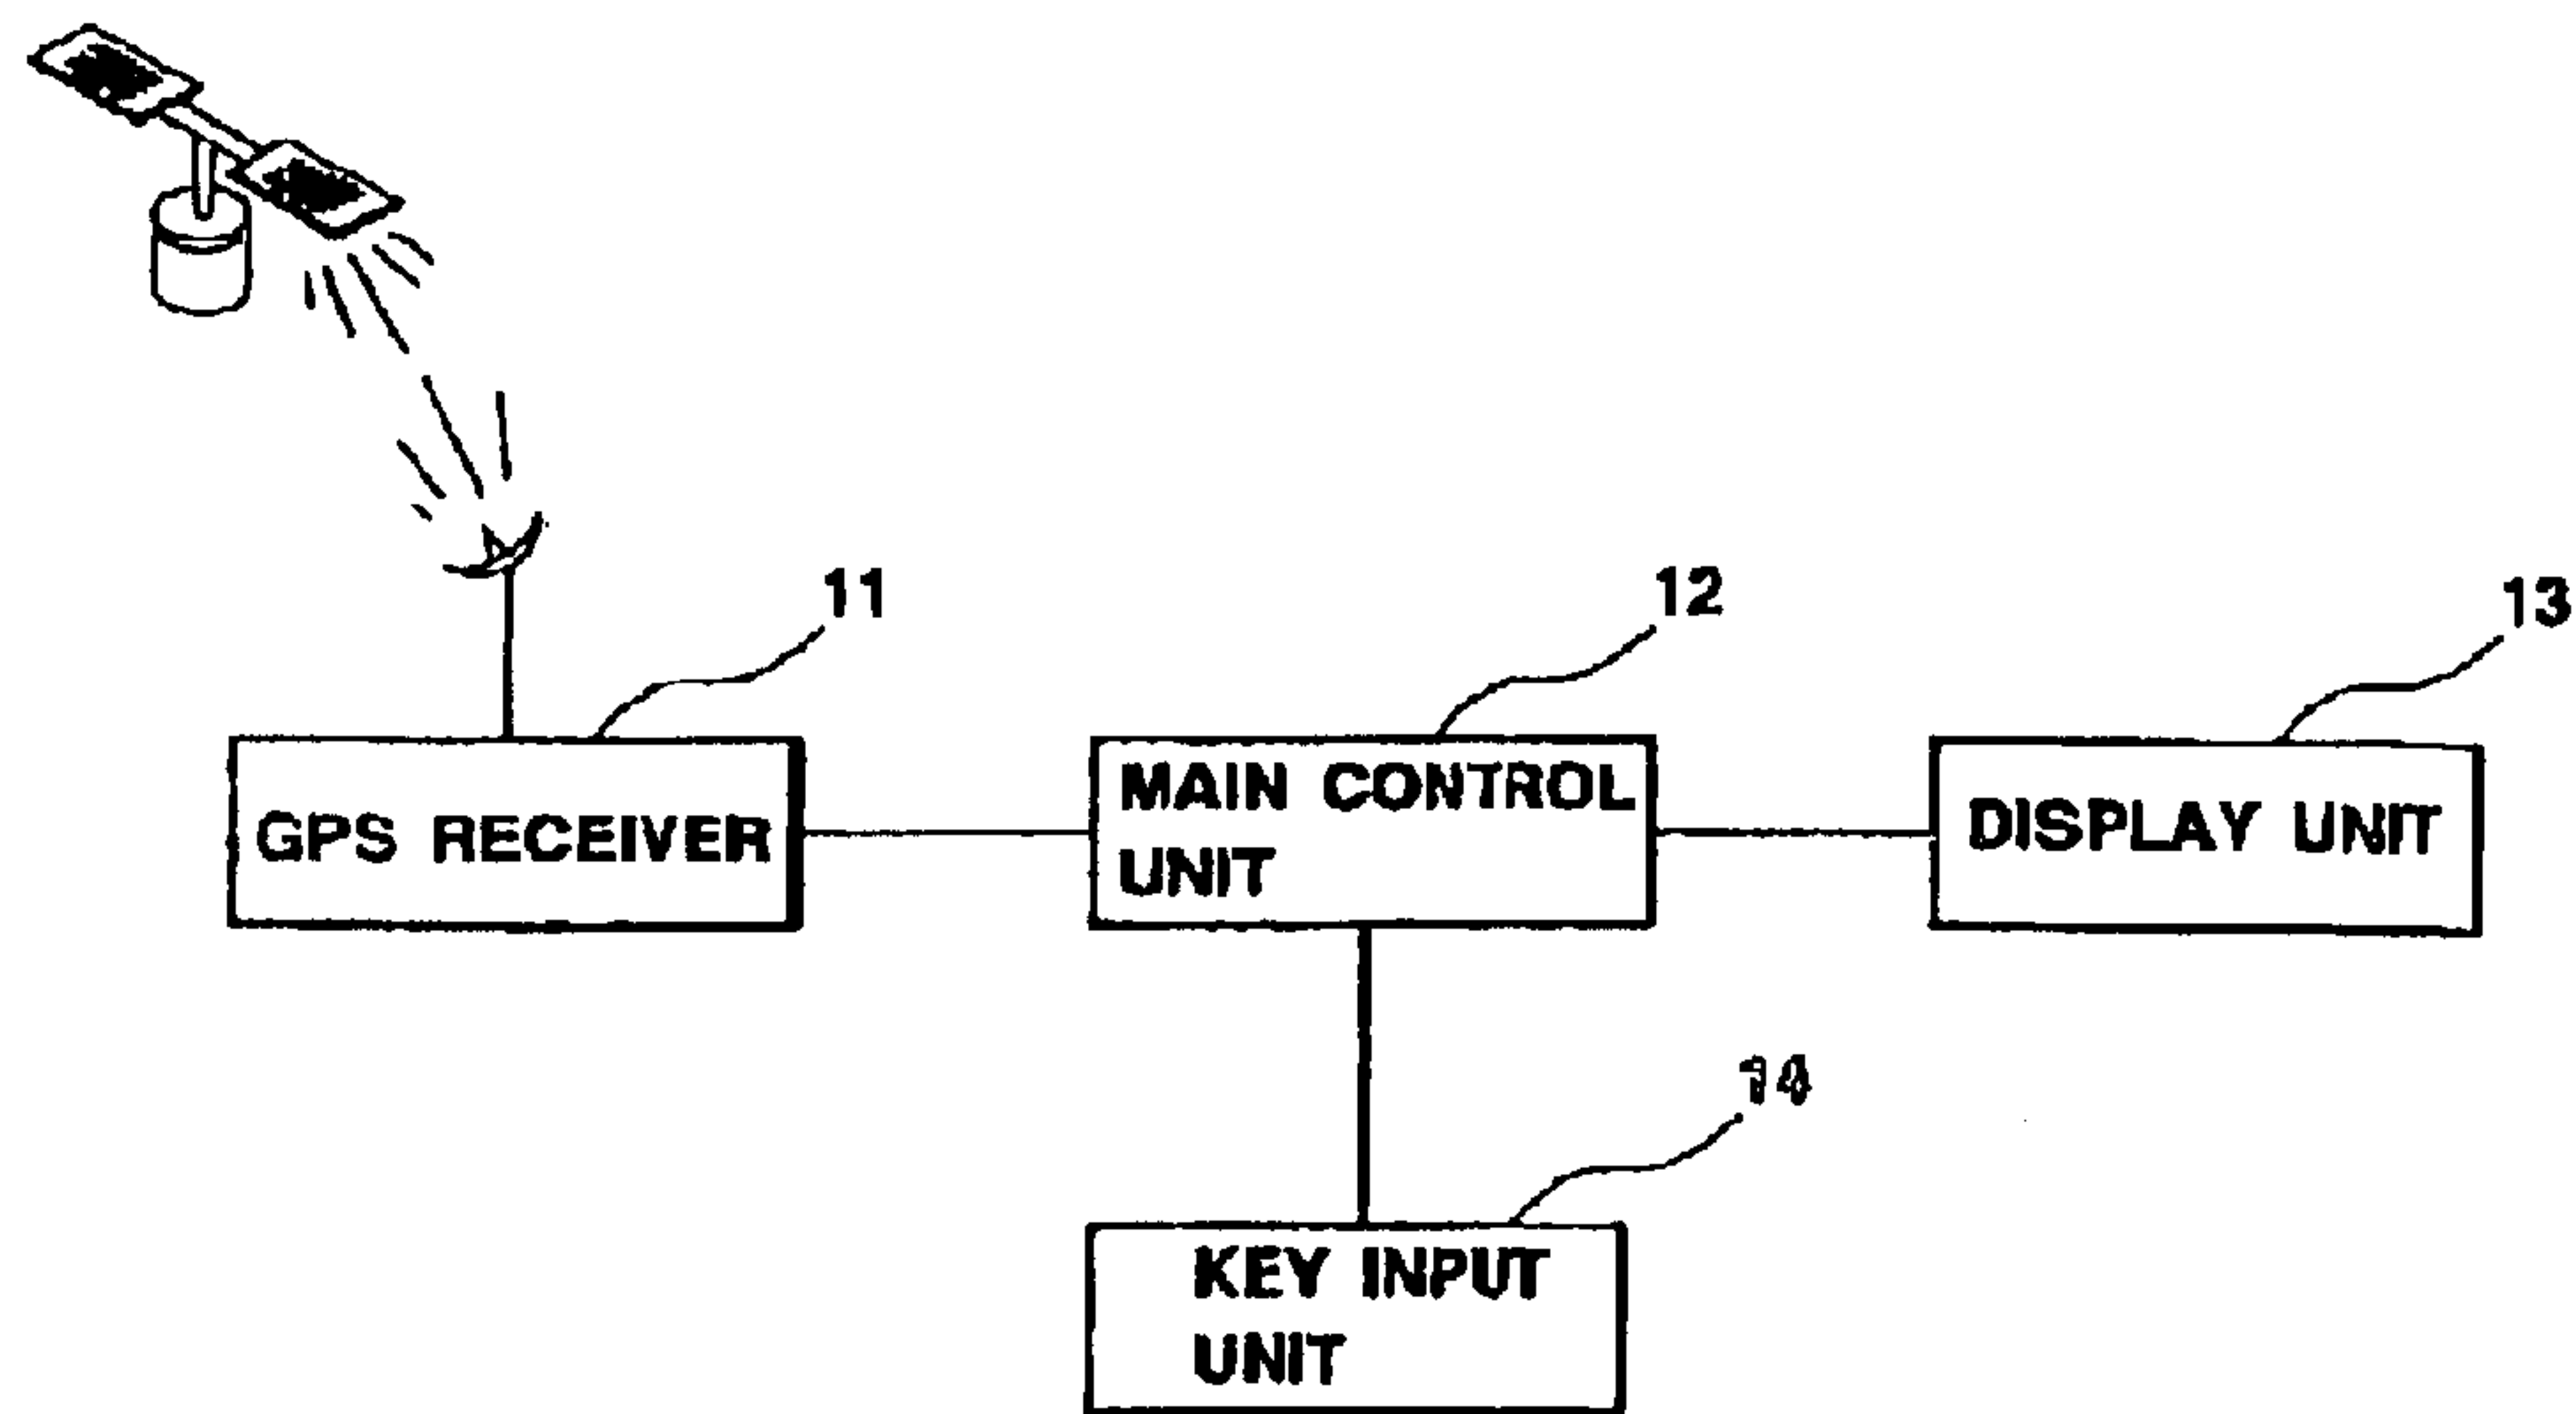 11
12
13
GPS RECEIVER
MAIN CONTROL
UNIT
DISPLAY UNIT
14
KEY INPUT
UNIT